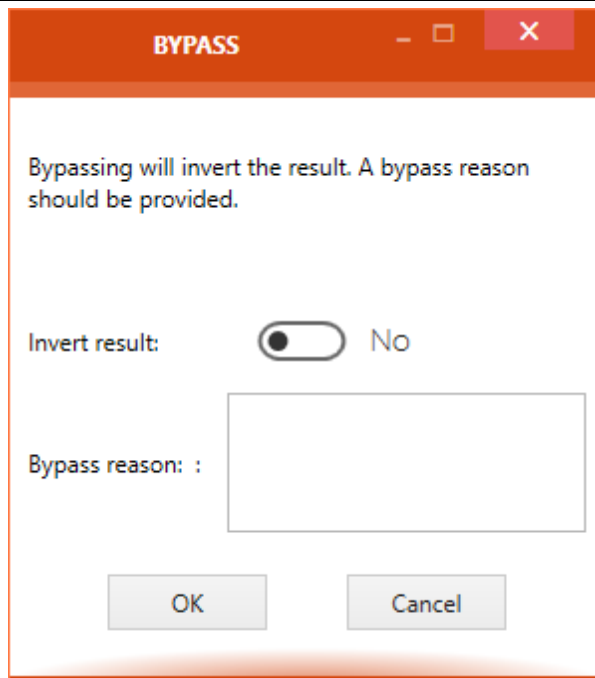 BYPASS
Bypassing will invert the result. A bypass reason
should be provided.
Invert result:   No
Bypass reason:  :
OK   Cancel